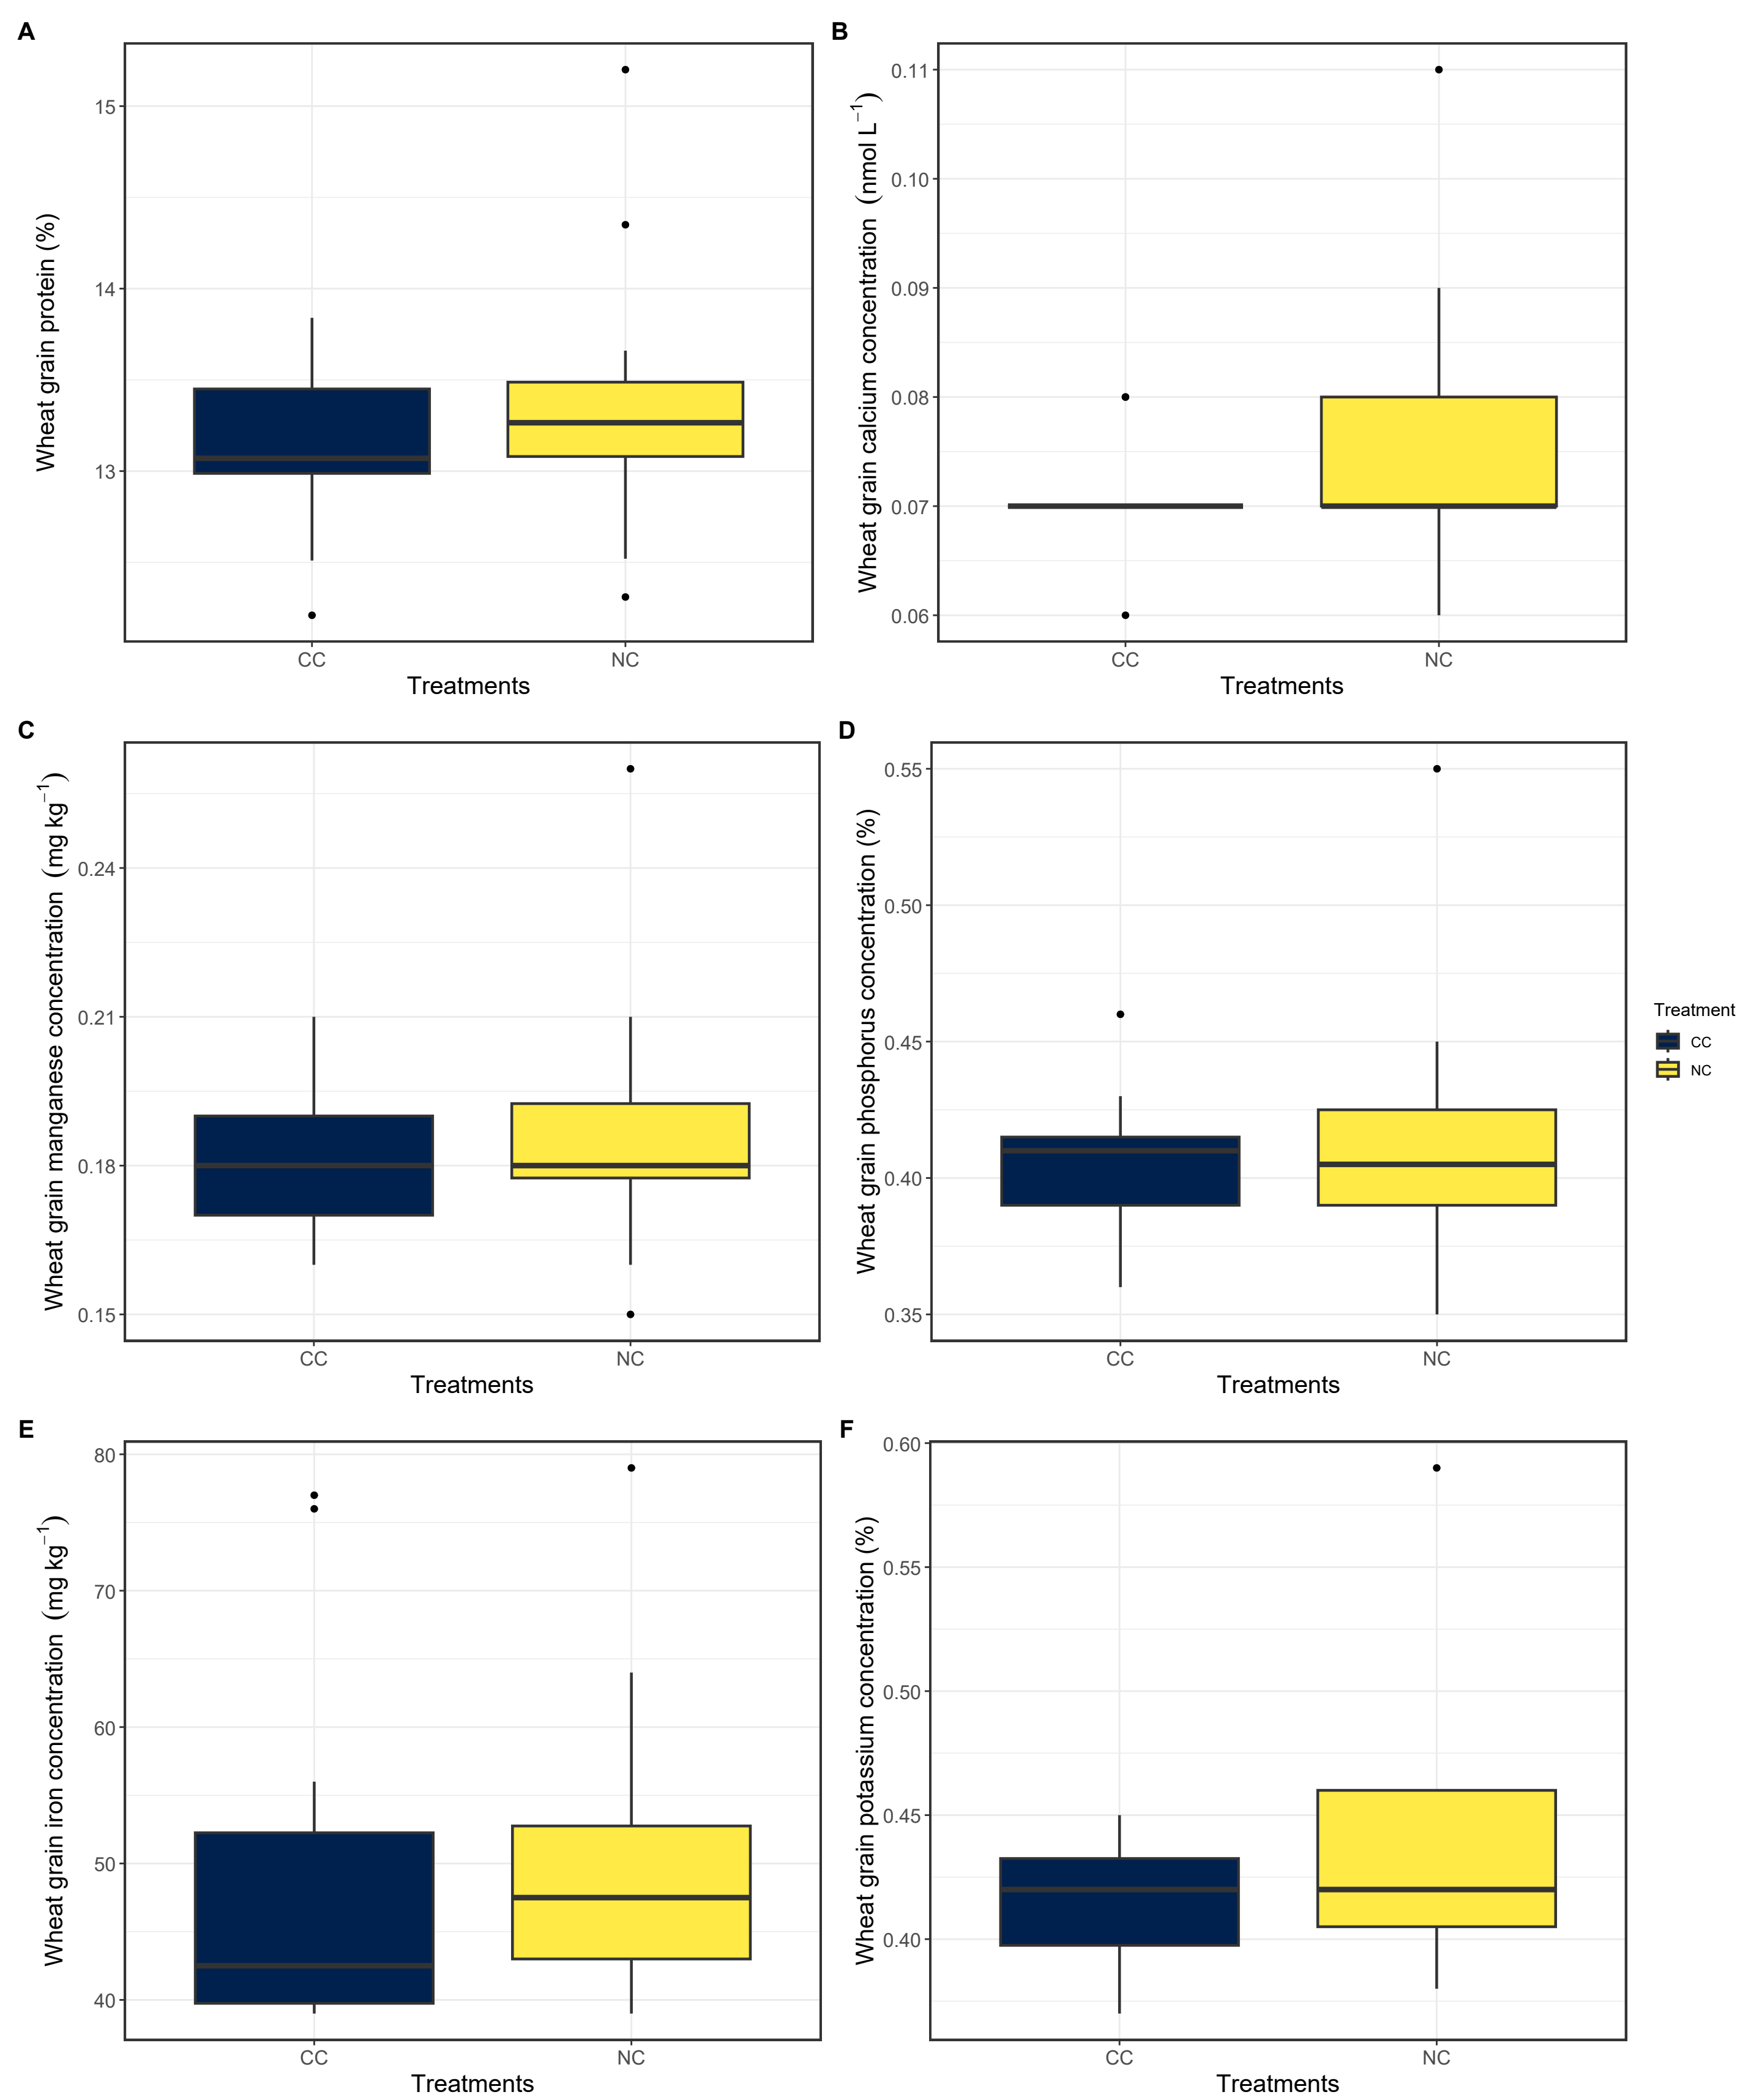 A
Wheat grain protein (%)
15
14
13
CC
NC
Treatments
B
Wheat grain calcium concentration (nmol L⁻¹)
0.11
0.10
0.09
0.08
0.07
0.06
CC
NC
Treatments
C
Wheat grain manganese concentration (mg kg⁻¹)
0.24
0.21
0.18
0.15
CC
NC
Treatments
D
Wheat grain phosphorus concentration (%)
0.55
0.50
0.45
0.40
0.35
CC
NC
Treatments
Treatment
CC
NC
E
Wheat grain iron concentration (mg kg⁻¹)
80
70
60
50
40
CC
NC
Treatments
F
Wheat grain potassium concentration (%)
0.60
0.55
0.50
0.45
0.40
CC
NC
Treatments